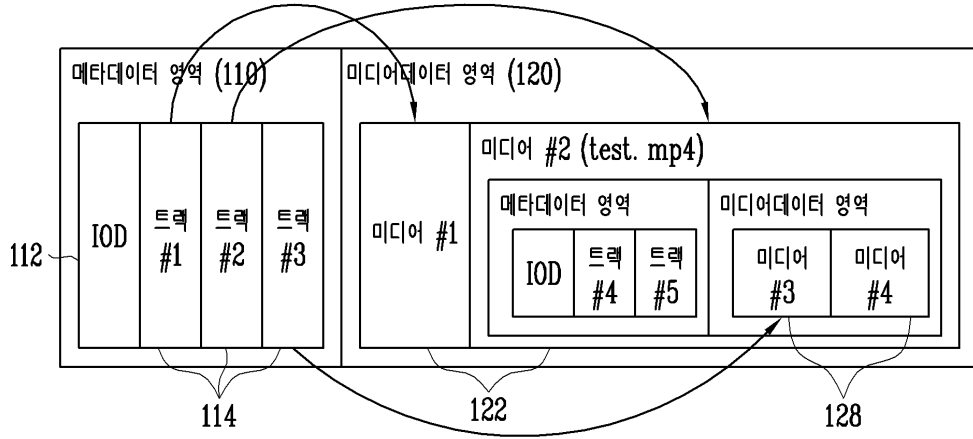 메타데이터 영역 (110)
미디어데이터 영역 (120)
미디어 #2 (test. mp4)
메타데이터 영역
미디어데이터 영역
IOD
트랙
#1
트랙
#2
트랙
#3
미디어 #1
IOD
트랙
#4
트랙
#5
미디어
#3
미디어
#4
112
114
122
128